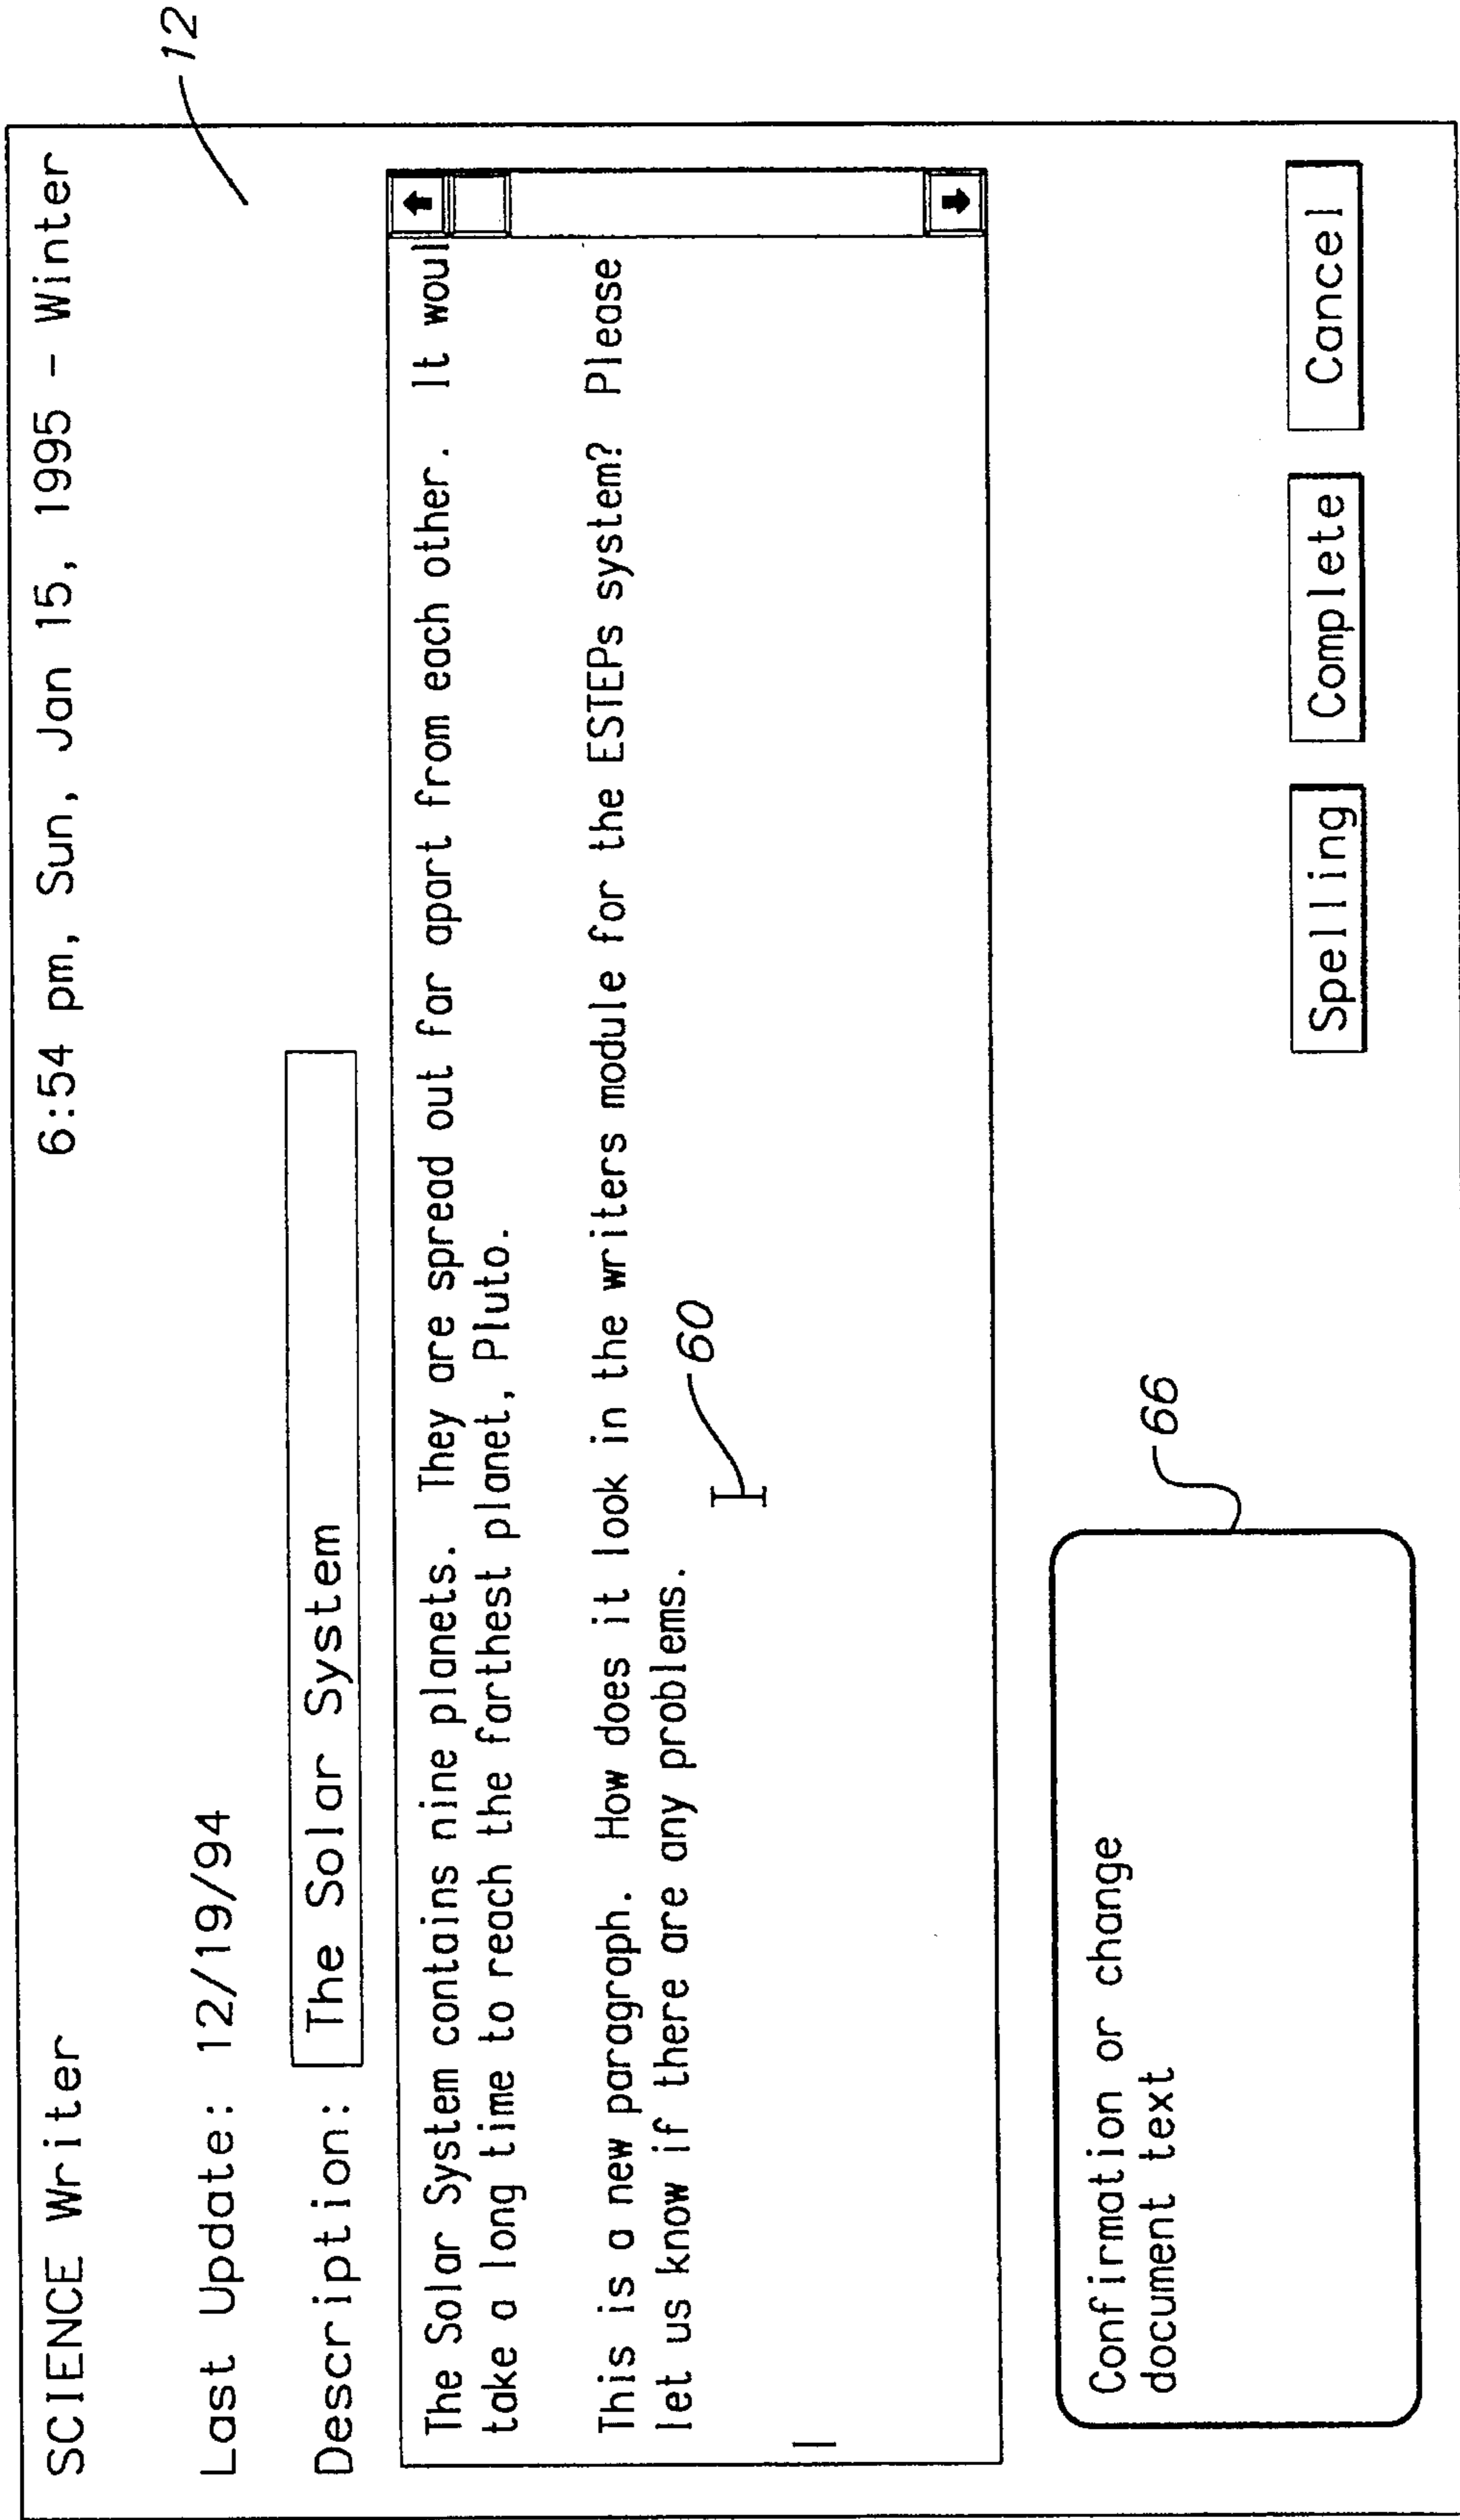 SCIENCE Writer 6:54 pm, Sun, Jan 15, 1995 - Winter
12
Last Update: 12/19/94
Description: The Solar System
The Solar System contains nine planets. They are spread out far apart from each other. It woul
take a long time to reach the farthest planet, Pluto.
This is a new paragraph. How does it look in the writers module for the ESTEPs system? Please
let us know if there are any problems.
60
66
Confirmation or change
document text
Spelling Complete Cancel